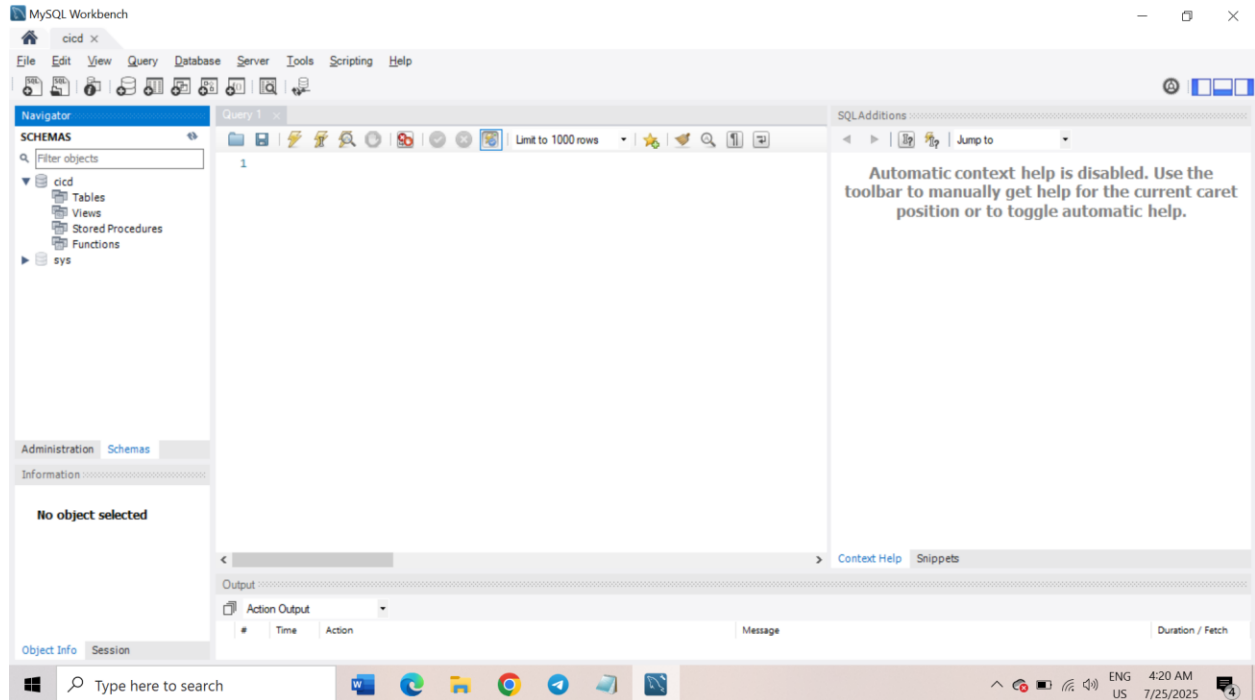 MySQL Workbench
cicd
File Edit View Query Database Server Tools Scripting Help
Navigator
SCHEMAS
Filter objects
cicd
Tables
Views
Stored Procedures
Functions
sys
Administration Schemas
Information
No object selected
Object Info Session
Query 1
Limit to 1000 rows
1
SQLAdditions
Jump to
Automatic context help is disabled. Use the
toolbar to manually get help for the current caret
position or to toggle automatic help.
Context Help Snippets
Output
Action Output
# Time Action Message Duration / Fetch
Type here to search
ENG
US
4:20 AM
7/25/2025
4